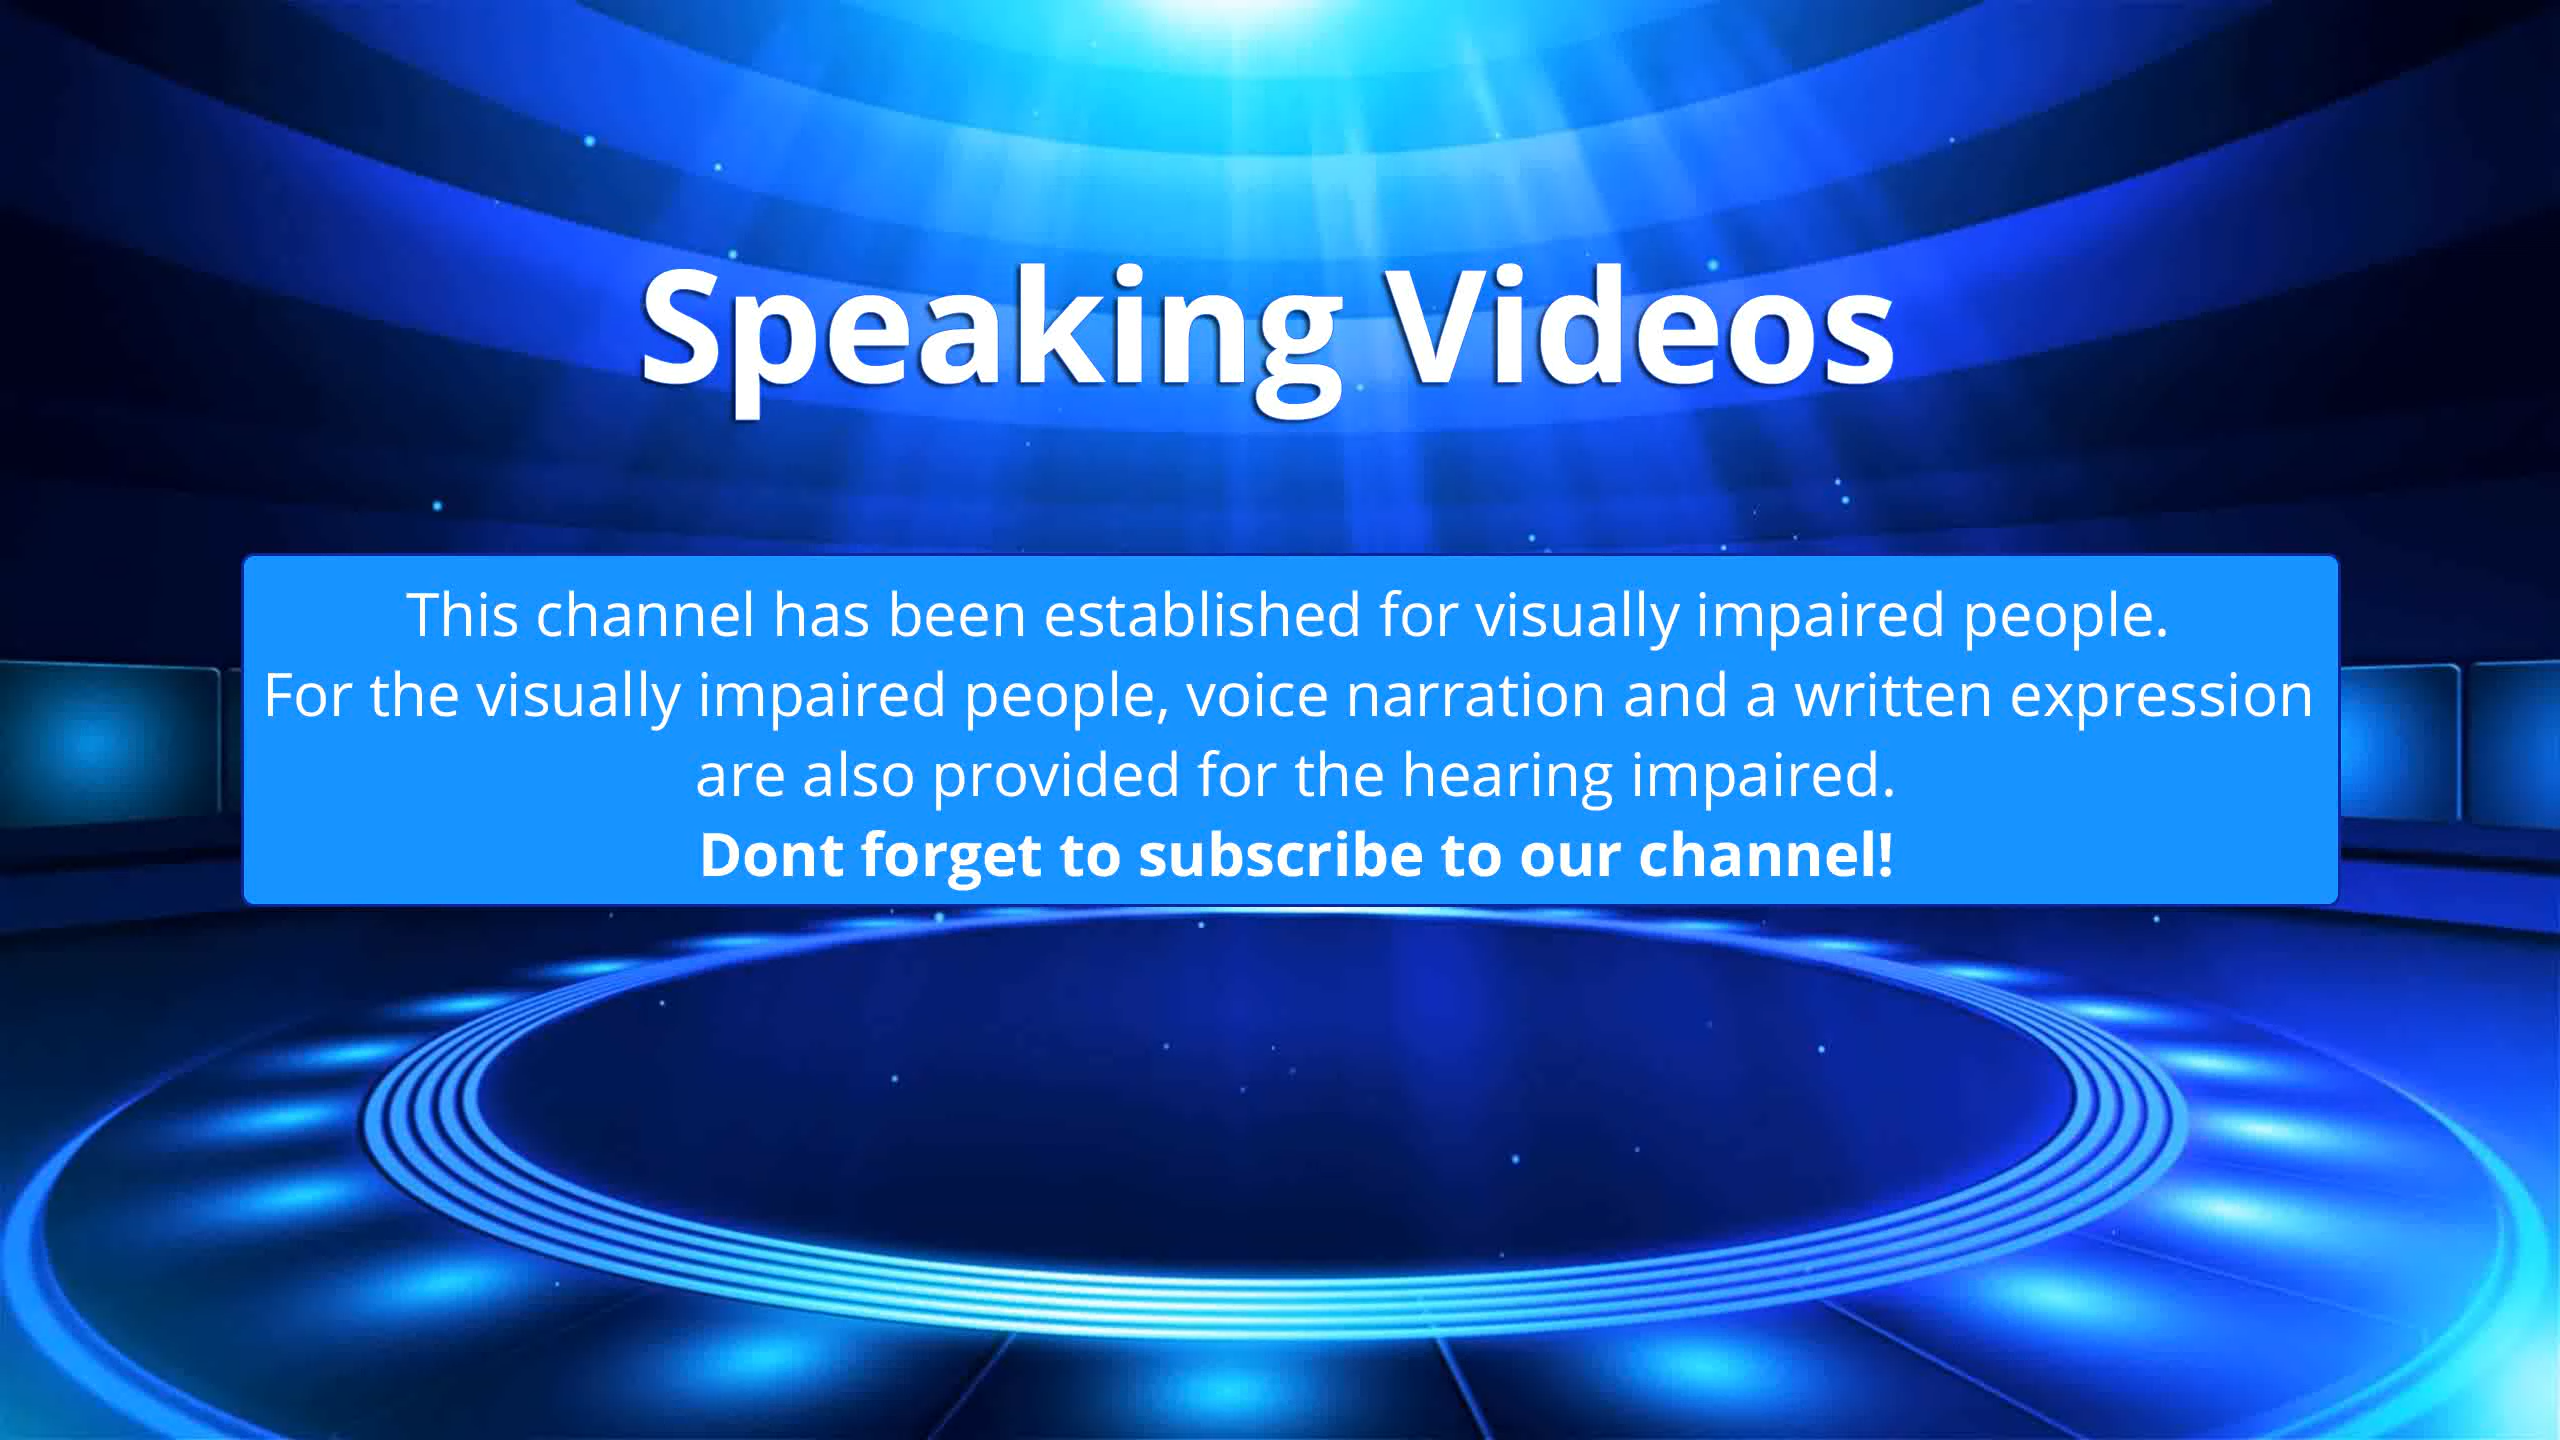 Speaking Videos
This channel has been established for visually impaired people.
For the visually impaired people, voice narration and a written expression
are also provided for the hearing impaired.
Dont forget to subscribe to our channel!